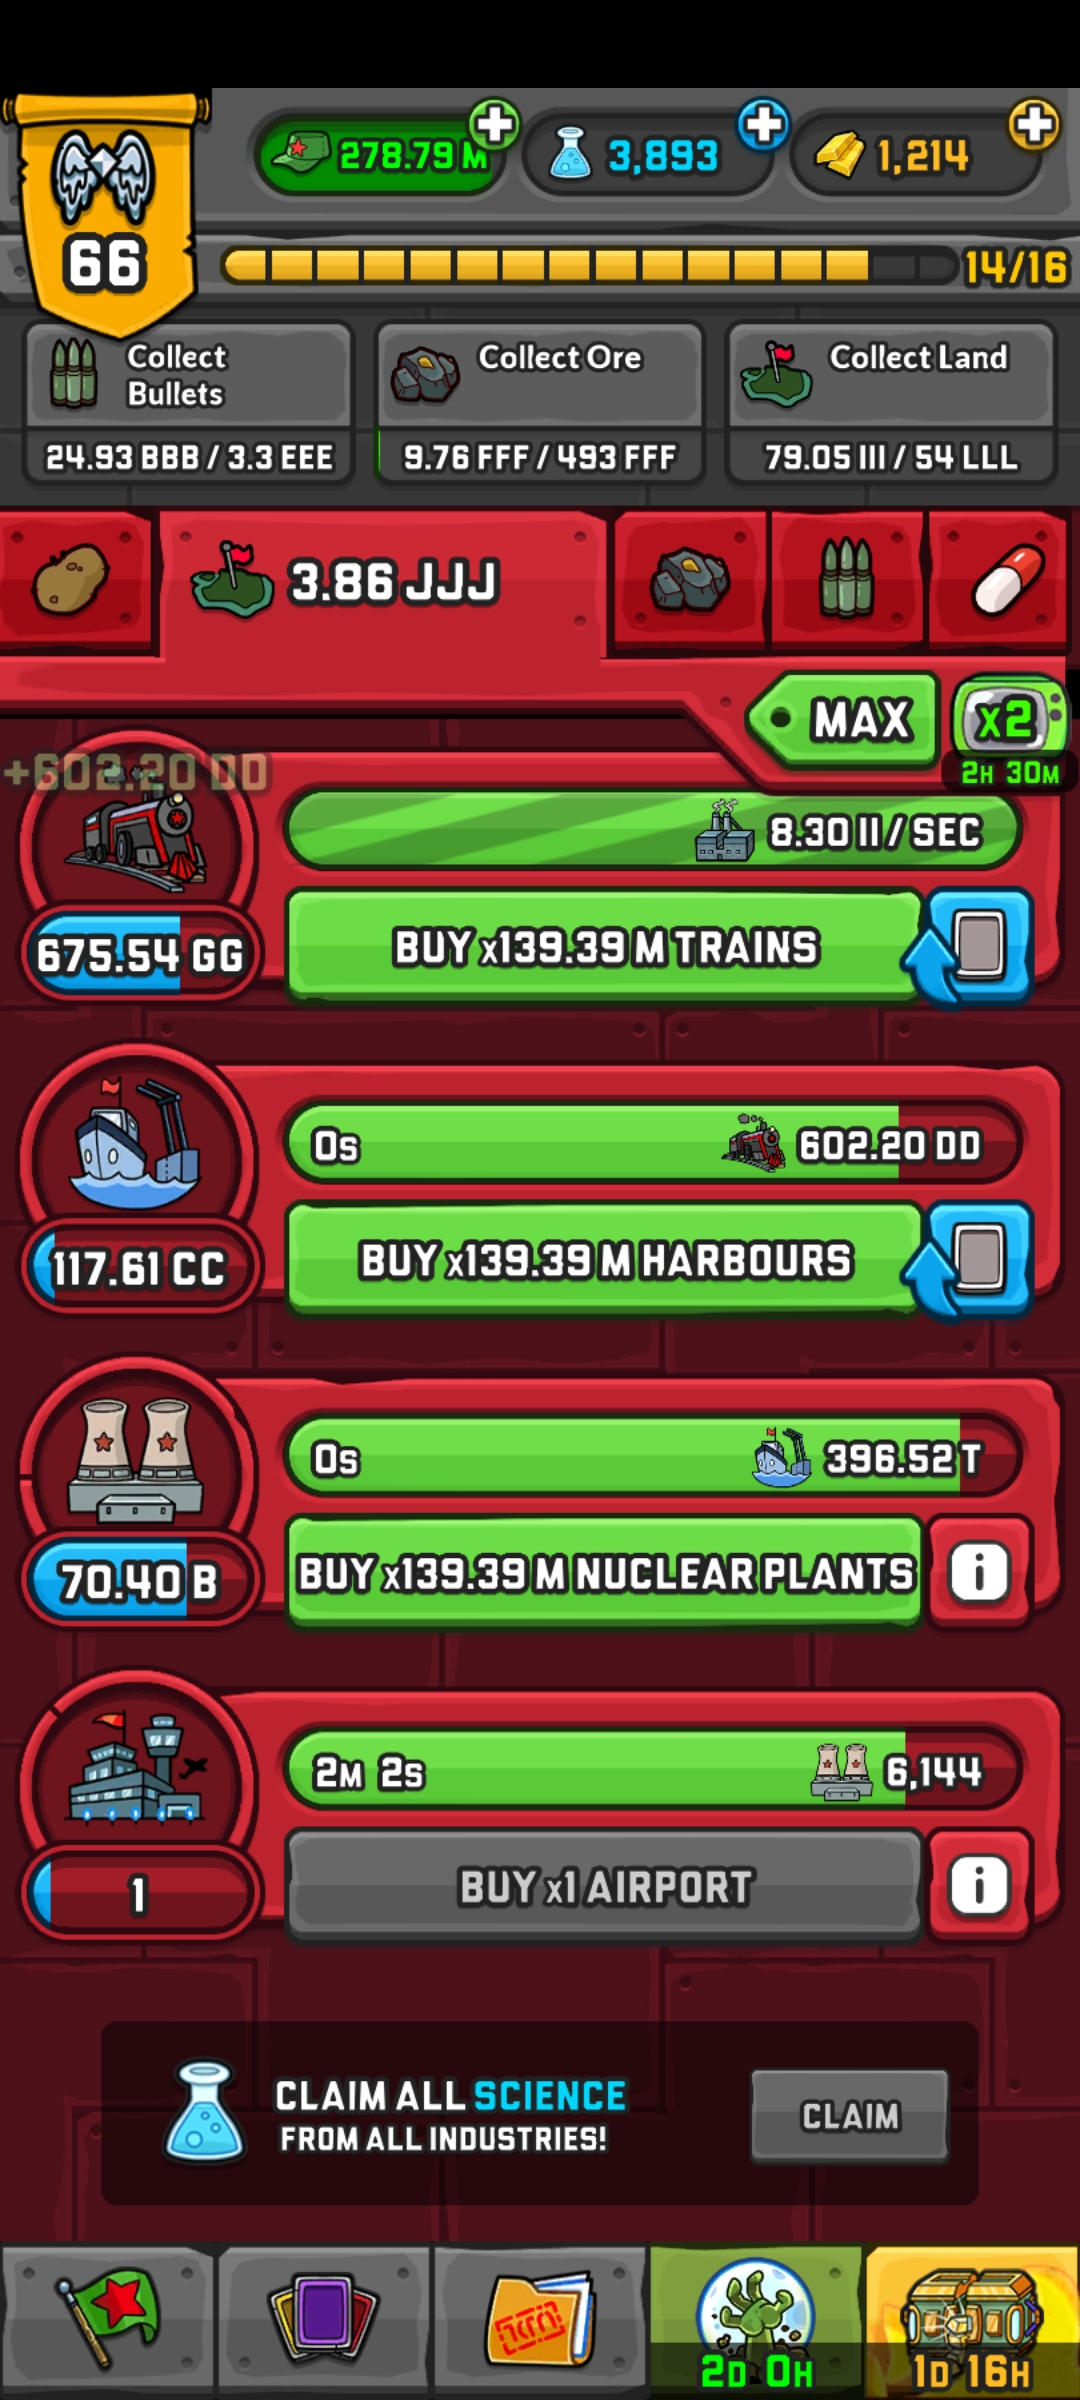 278.79 M
3,893
1,214
66
14/16
Collect
Bullets
24.93 BBB / 3.3 EEE
Collect Ore
9.76 FFF / 493 FFF
Collect Land
79.05 III / 54 LLL
3.86 JJJ
MAX
x2
2H 30M
+602.20 DD
8.30 II / SEC
675.54 GG
BUY x139.39 M TRAINS
0s
602.20 DD
117.61 CC
BUY x139.39 M HARBOURS
0s
396.52 T
70.40 B
BUY x139.39 M NUCLEAR PLANTS
i
2M 2s
6,144
1
BUY x1 AIRPORT
i
CLAIM ALL SCIENCE
FROM ALL INDUSTRIES!
CLAIM
2D 0H
1D 16H